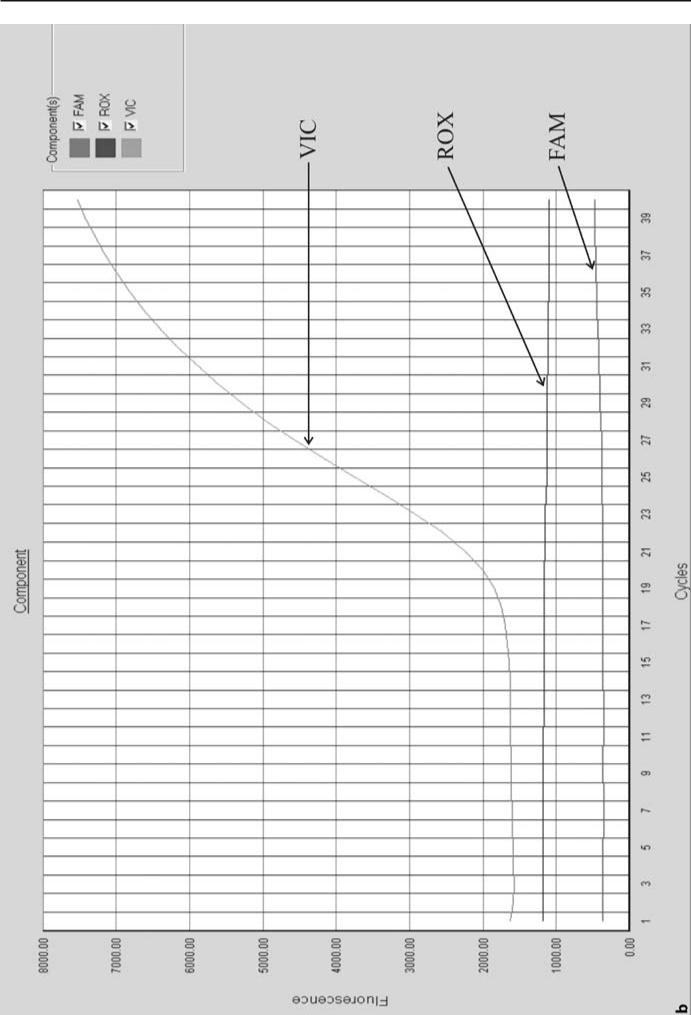 Component
Component(s)
FAM
ROX
VIC
VIC
ROX
FAM
Fluorescence
8000.00
7000.00
6000.00
5000.00
4000.00
3000.00
2000.00
1000.00
0.00
1 3 5 7 9 11 13 15 17 19 21 23 25 27 29 31 33 35 37 39
Cycles
b